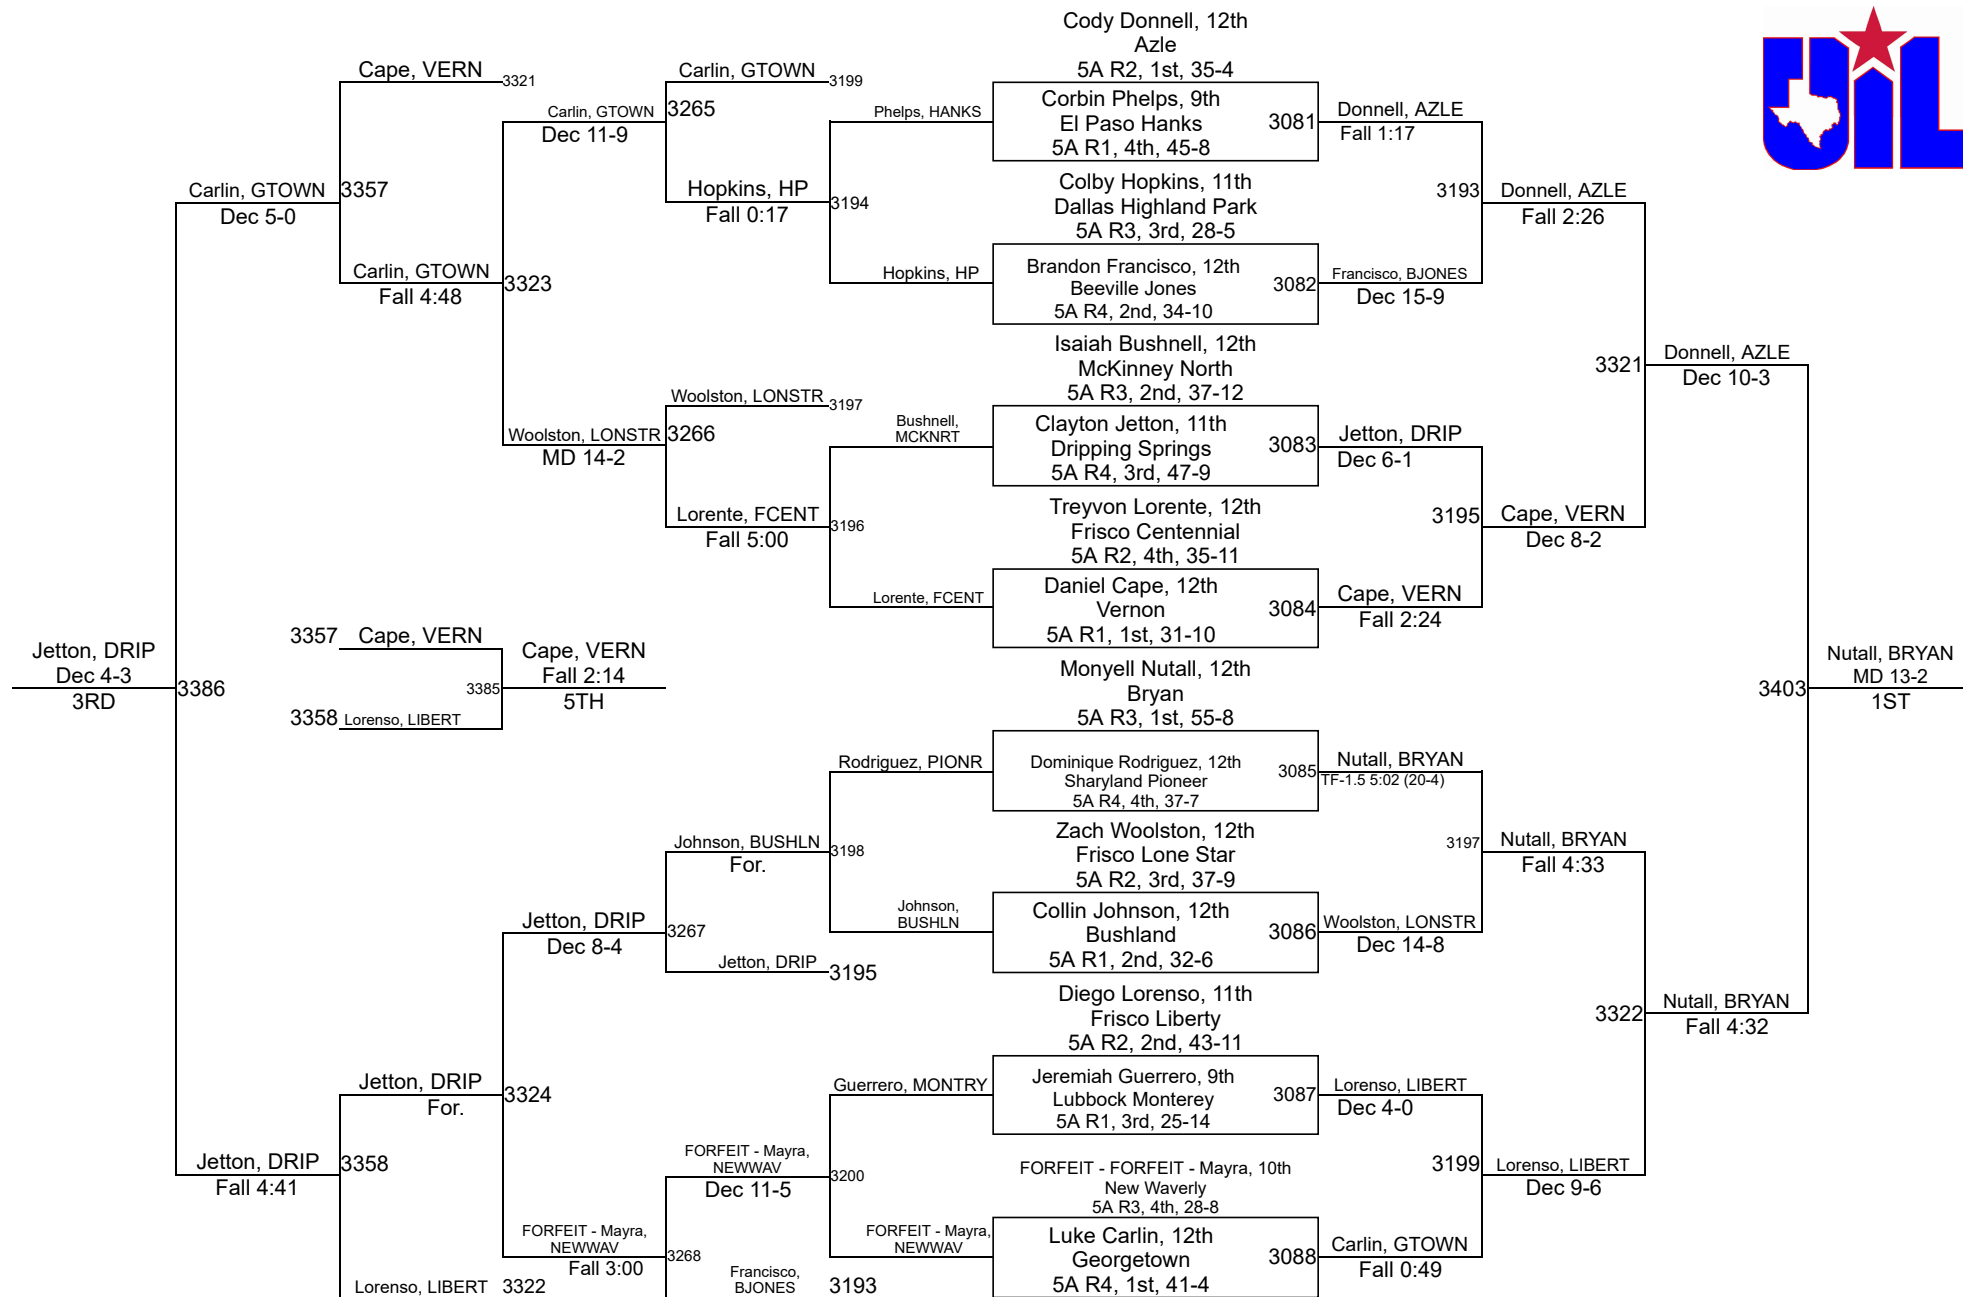 Cody Donnell, 12th
Azle
5A R2, 1st, 35-4
UIL
Cape, VERN 3321
Carlin, GTOWN 3199
Carlin, GTOWN 3265
Dec 11-9
Phelps, HANKS
Corbin Phelps, 9th
El Paso Hanks
5A R1, 4th, 45-8
3081
Donnell, AZLE
Fall 1:17
Carlin, GTOWN 3357
Dec 5-0
Hopkins, HP 3194
Fall 0:17
Colby Hopkins, 11th
Dallas Highland Park
5A R3, 3rd, 28-5
3193
Donnell, AZLE
Fall 2:26
Carlin, GTOWN 3323
Fall 4:48
Hopkins, HP
Brandon Francisco, 12th
Beeville Jones
5A R4, 2nd, 34-10
3082
Francisco, BJONES
Dec 15-9
Isaiah Bushnell, 12th
McKinney North
5A R3, 2nd, 37-12
3321
Donnell, AZLE
Dec 10-3
Woolston, LONSTR 3197
Woolston, LONSTR 3266
MD 14-2
Bushnell,
MCKNRT
Clayton Jetton, 11th
Dripping Springs
5A R4, 3rd, 47-9
3083
Jetton, DRIP
Dec 6-1
Lorente, FCENT 3196
Fall 5:00
Treyvon Lorente, 12th
Frisco Centennial
5A R2, 4th, 35-11
3195
Cape, VERN
Dec 8-2
Lorente, FCENT
Daniel Cape, 12th
Vernon
5A R1, 1st, 31-10
3084
Cape, VERN
Fall 2:24
Jetton, DRIP
Dec 4-3
3RD
3386
3357 Cape, VERN
3385
3358 Lorenso, LIBERT
Cape, VERN
Fall 2:14
5TH
Monyell Nutall, 12th
Bryan
5A R3, 1st, 55-8
3403
Nutall, BRYAN
MD 13-2
1ST
Rodriguez, PIONR
Dominique Rodriguez, 12th
Sharyland Pioneer
5A R4, 4th, 37-7
3085
Nutall, BRYAN
TF-1.5 5:02 (20-4)
Johnson, BUSHLN 3198
For.
Zach Woolston, 12th
Frisco Lone Star
5A R2, 3rd, 37-9
3197
Nutall, BRYAN
Fall 4:33
Jetton, DRIP 3267
Dec 8-4
Johnson,
BUSHLN
Collin Johnson, 12th
Bushland
5A R1, 2nd, 32-6
3086
Woolston, LONSTR
Dec 14-8
Jetton, DRIP 3195
Diego Lorenso, 11th
Frisco Liberty
5A R2, 2nd, 43-11
3322
Nutall, BRYAN
Fall 4:32
Jetton, DRIP 3324
For.
Guerrero, MONTRY
Jeremiah Guerrero, 9th
Lubbock Monterey
5A R1, 3rd, 25-14
3087
Lorenso, LIBERT
Dec 4-0
Jetton, DRIP 3358
Fall 4:41
FORFEIT - Mayra,
NEWWAV
Dec 11-5
3200
FORFEIT - FORFEIT - Mayra, 10th
New Waverly
5A R3, 4th, 28-8
3199
Lorenso, LIBERT
Dec 9-6
FORFEIT - Mayra,
NEWWAV
Fall 3:00
3268
FORFEIT - Mayra,
NEWWAV
Luke Carlin, 12th
Georgetown
5A R4, 1st, 41-4
3088
Carlin, GTOWN
Fall 0:49
Lorenso, LIBERT 3322
Francisco,
BJONES
3193